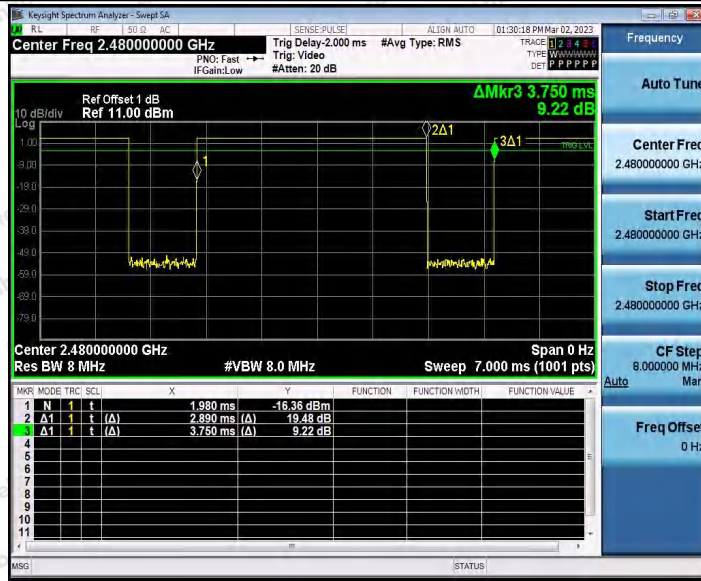 Keysight Spectrum Analyzer - Swept SA
RL RF 50 Ω AC SENSE:PULSE ALIGN AUTO 01:30:18 PM Mar 02, 2023
Center Freq 2.480000000 GHz
PNO: Fast
IFGain:Low
Trig Delay-2.000 ms
Trig: Video
#Atten: 20 dB
#Avg Type: RMS
TRACE 1 2 3 4 5 6
TYPE WWWWWW
DET P P P P P P
Frequency
Auto Tune
Center Freq
2.480000000 GHz
Start Freq
2.480000000 GHz
Stop Freq
2.480000000 GHz
CF Step
8.000000 MHz
Auto Man
Freq Offset
0 Hz
ΔMkr3 3.750 ms
9.22 dB
Ref Offset 1 dB
10 dB/div Ref 11.00 dBm
Log
1.00
-9.00
-19.0
-29.0
-39.0
-49.0
-59.0
-69.0
-79.0
1
2Δ1
3Δ1
TRIG LVL
Center 2.480000000 GHz Span 0 Hz
Res BW 8 MHz #VBW 8.0 MHz Sweep 7.000 ms (1001 pts)
MKR MODE TRC SCL X Y FUNCTION FUNCTION WIDTH FUNCTION VALUE
1 N 1 t 1.980 ms -16.36 dBm
2 Δ1 1 t (Δ) 2.890 ms (Δ) 19.48 dB
3 Δ1 1 t (Δ) 3.750 ms (Δ) 9.22 dB
4
5
6
7
8
9
10
11
MSG STATUS